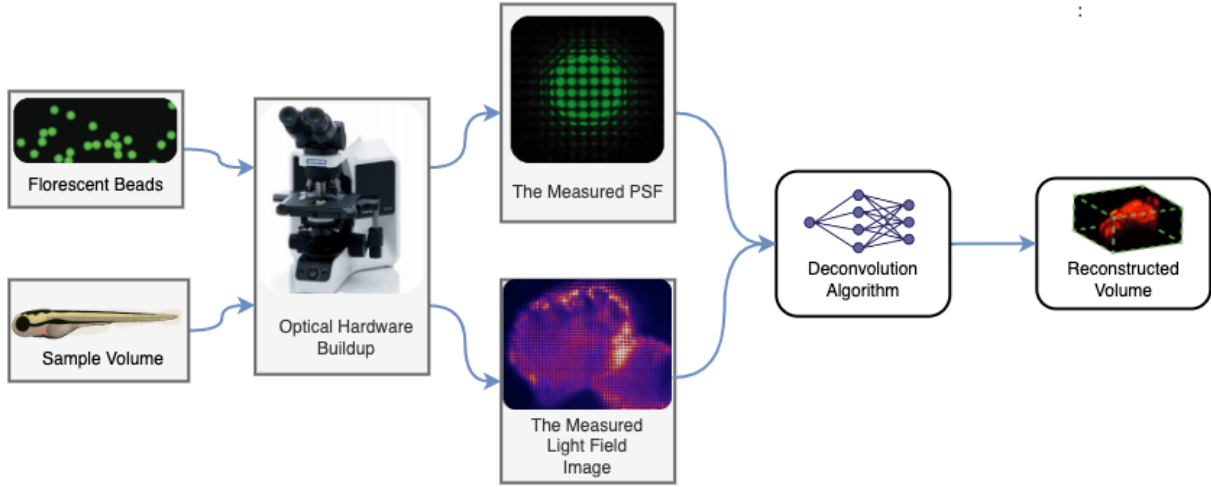 :
Florescent Beads
The Measured PSF
Sample Volume
Optical Hardware
Buildup
The Measured
Light Field
Image
Deconvolution
Algorithm
Reconstructed
Volume